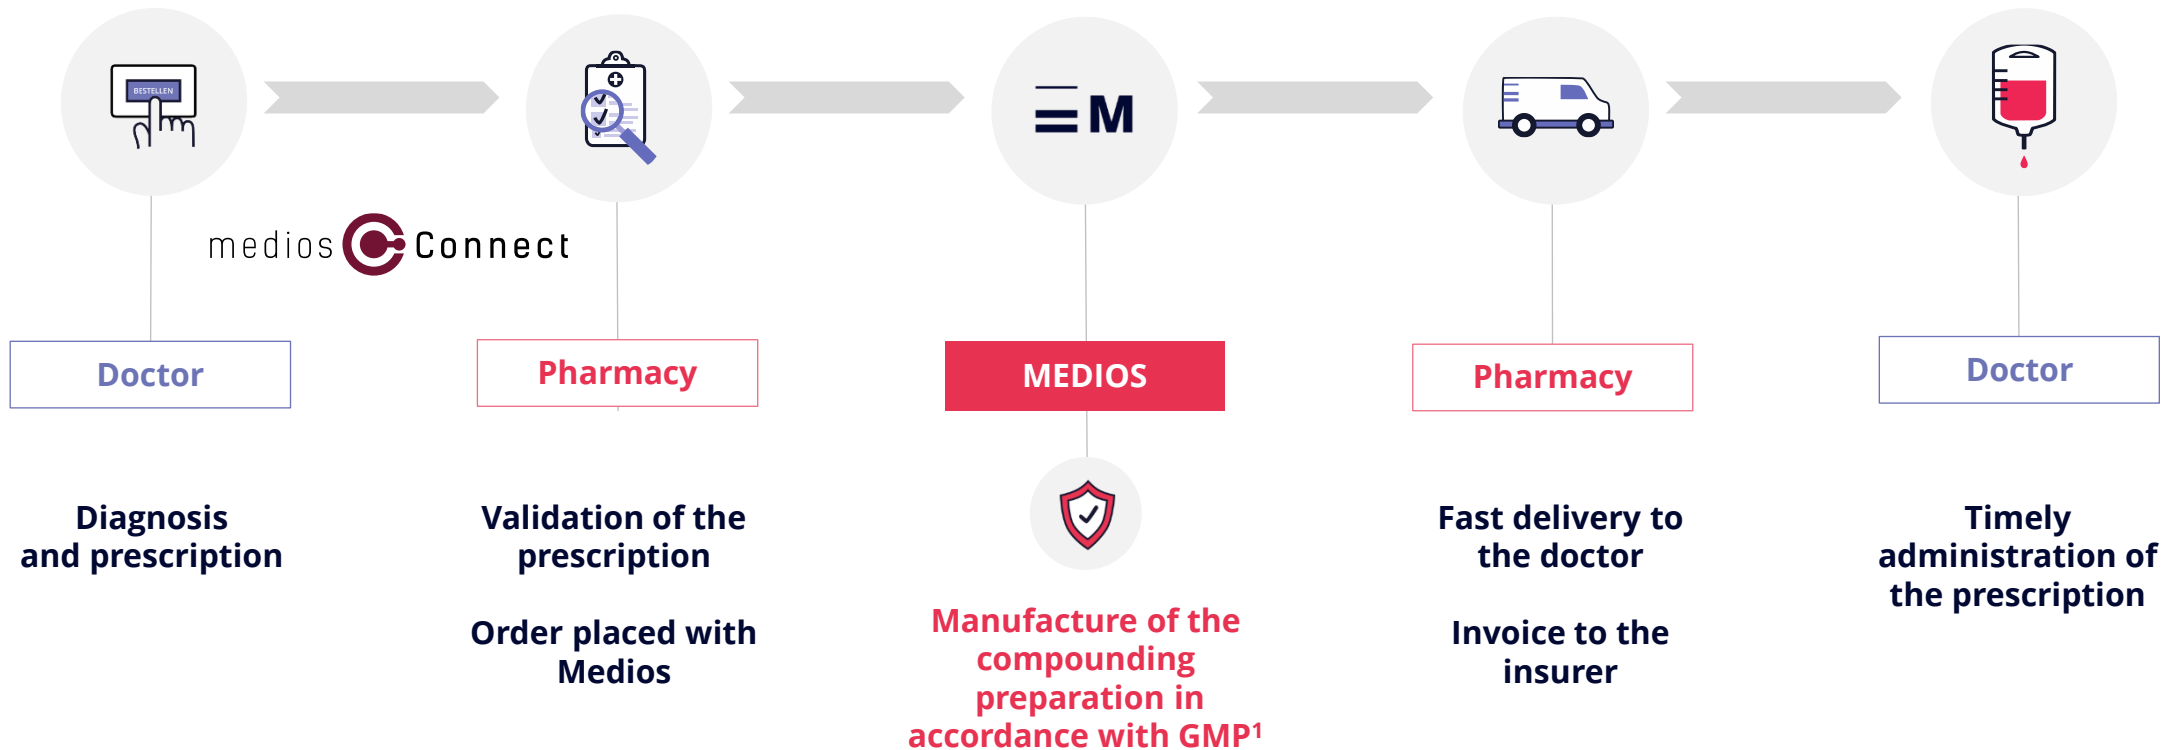 BESTELLEN
M
medios Connect
Doctor
Pharmacy
MEDIOS
Pharmacy
Doctor
Diagnosis
and prescription
Validation of the
prescription
Order placed with
Medios
Manufacture of the
compounding
preparation in
accordance with GMP¹
Fast delivery to
the doctor
Invoice to the
insurer
Timely
administration of
the prescription